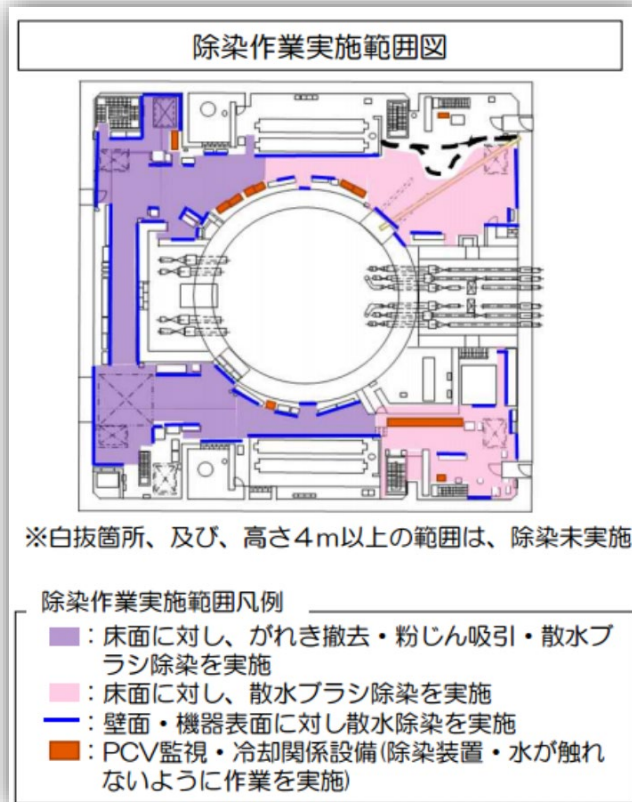 除染作業実施範囲図
※白抜箇所、及び、高さ4m以上の範囲は、除染未実施
除染作業実施範囲凡例
：床面に対し、がれき撤去・粉じん吸引・散水ブ
ラシ除染を実施
：床面に対し、散水ブラシ除染を実施
：壁面・機器表面に対し散水除染を実施
：PCV監視・冷却関係設備(除染装置・水が触れ
ないように作業を実施)